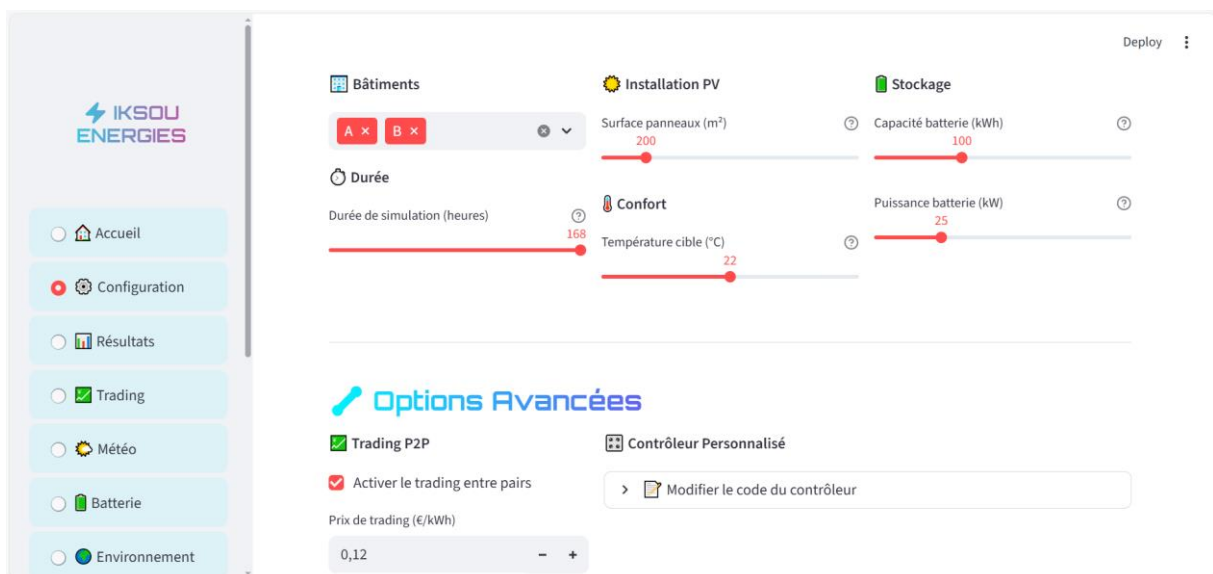 Deploy
IKSOU
ENERGIES
Accueil
Configuration
Résultats
Trading
Météo
Batterie
Environnement
Bâtiments
A × B ×
Durée
Durée de simulation (heures)
168
Installation PV
Surface panneaux (m²)
200
Confort
Température cible (°C)
22
Stockage
Capacité batterie (kWh)
100
Puissance batterie (kW)
25
Options Avancées
Trading P2P
Activer le trading entre pairs
Prix de trading (€/kWh)
0,12 - +
Contrôleur Personnalisé
Modifier le code du contrôleur